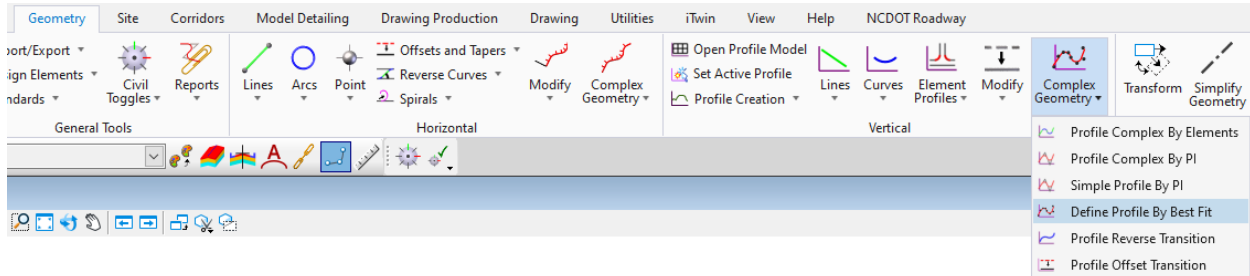 Geometry Site Corridors Model Detailing Drawing Production Drawing Utilities iTwin View Help NCDOT Roadway
port/Export
sign Elements
ndards
Civil
Toggles
Reports
Lines
Arcs
Point
Offsets and Tapers
Reverse Curves
Spirals
Modify
Complex
Geometry
Open Profile Model
Set Active Profile
Profile Creation
Lines
Curves
Element
Profiles
Modify
Complex
Geometry
Transform
Simplify
Geometry
General Tools
Horizontal
Vertical
Profile Complex By Elements
Profile Complex By PI
Simple Profile By PI
Define Profile By Best Fit
Profile Reverse Transition
Profile Offset Transition